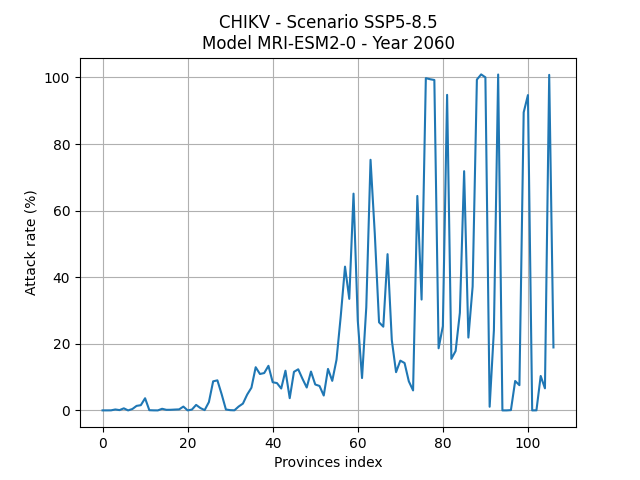 CHIKV - Scenario SSP5-8.5
Model MRI-ESM2-0 - Year 2060
100
80
60
40
20
0
Attack rate (%)
0 20 40 60 80 100
Provinces index